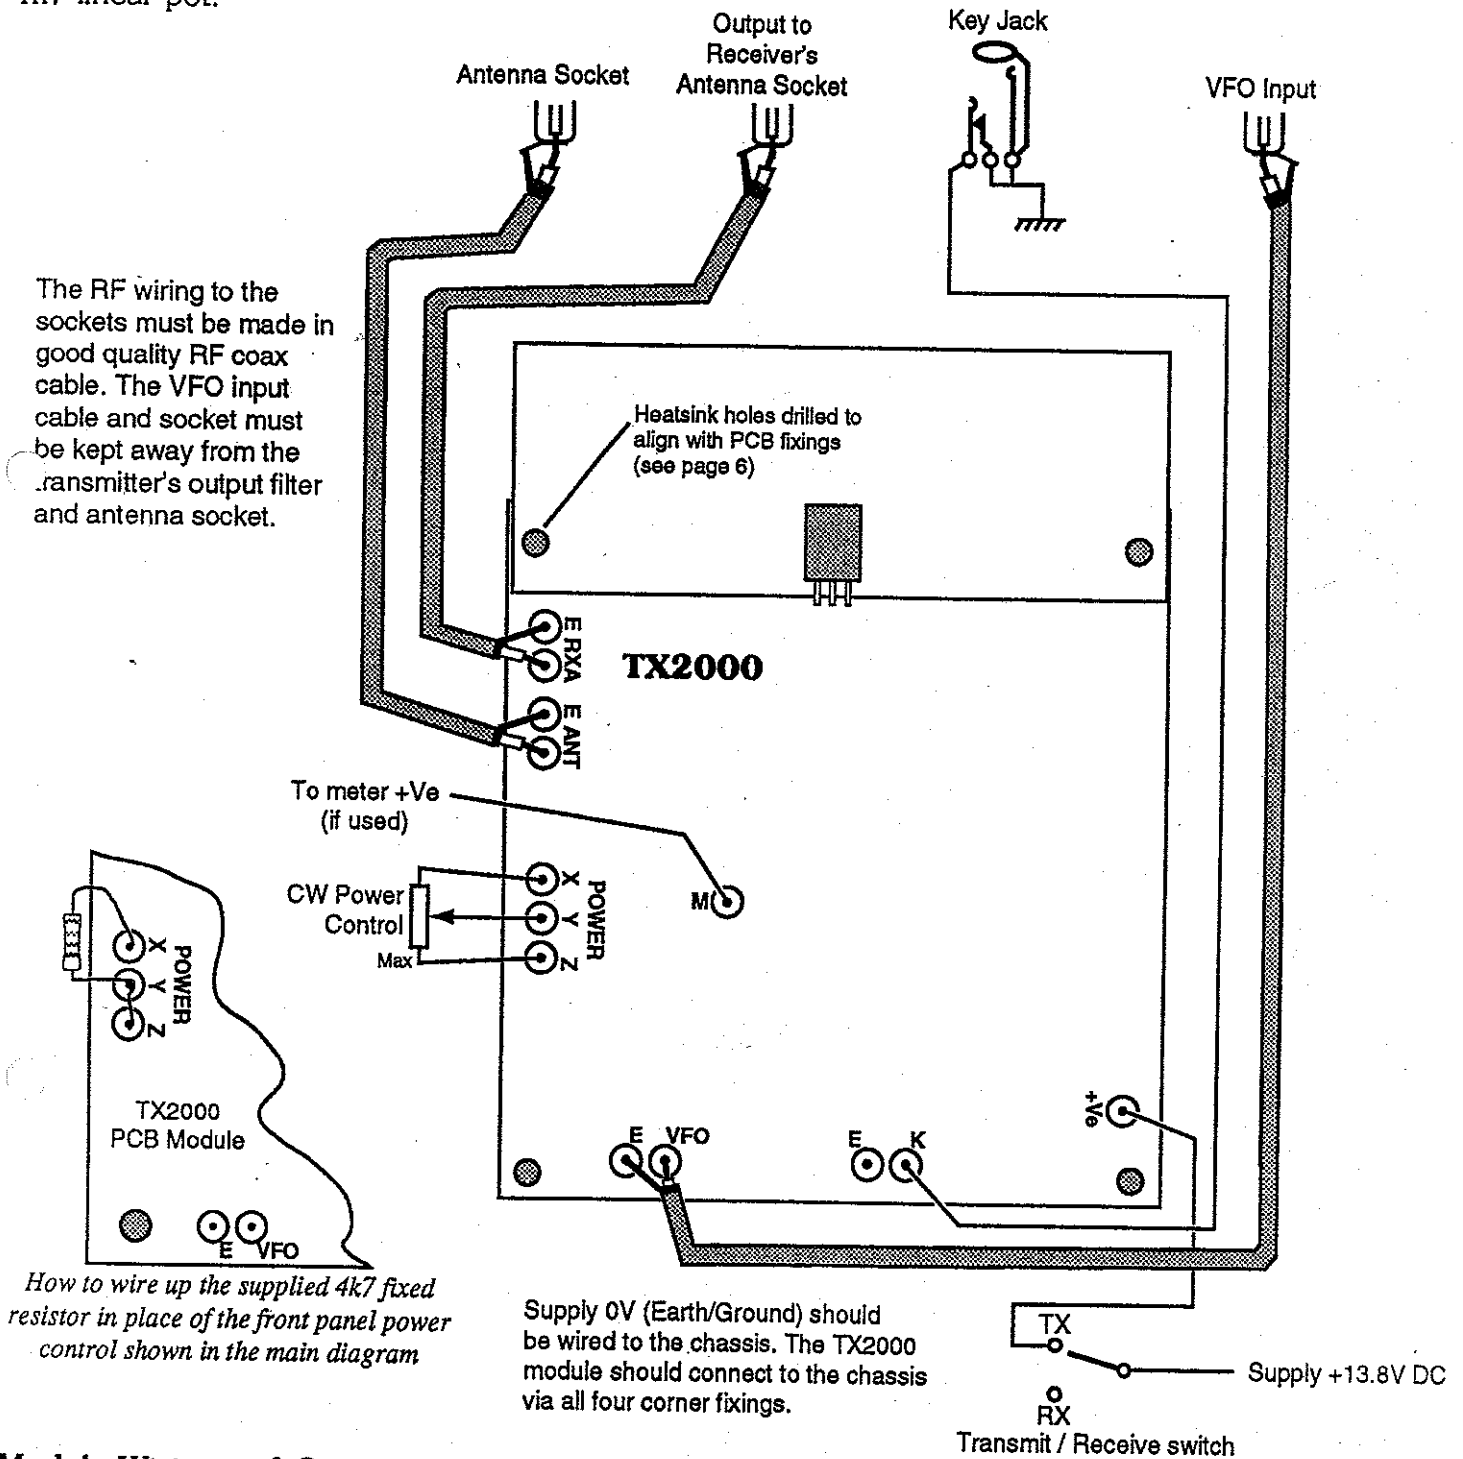 linear pot.
Antenna Socket
Output to
Receiver's
Antenna Socket
Key Jack
VFO Input
The RF wiring to the
sockets must be made in
good quality RF coax
cable. The VFO input
cable and socket must
be kept away from the
.ransmitter's output filter
and antenna socket.
Heatsink holes drilled to
align with PCB fixings
(see page 6)
E RXA
TX2000
E ANT
To meter +Ve
(if used)
CW Power
Control
Max
X
Y
Z
POWER
M
X
Y
Z
POWER
TX2000
PCB Module
E VFO
How to wire up the supplied 4k7 fixed
resistor in place of the front panel power
control shown in the main diagram
E VFO
E K
+Ve
Supply 0V (Earth/Ground) should
be wired to the chassis. The TX2000
module should connect to the chassis
via all four corner fixings.
TX
Supply +13.8V DC
RX
Transmit / Receive switch